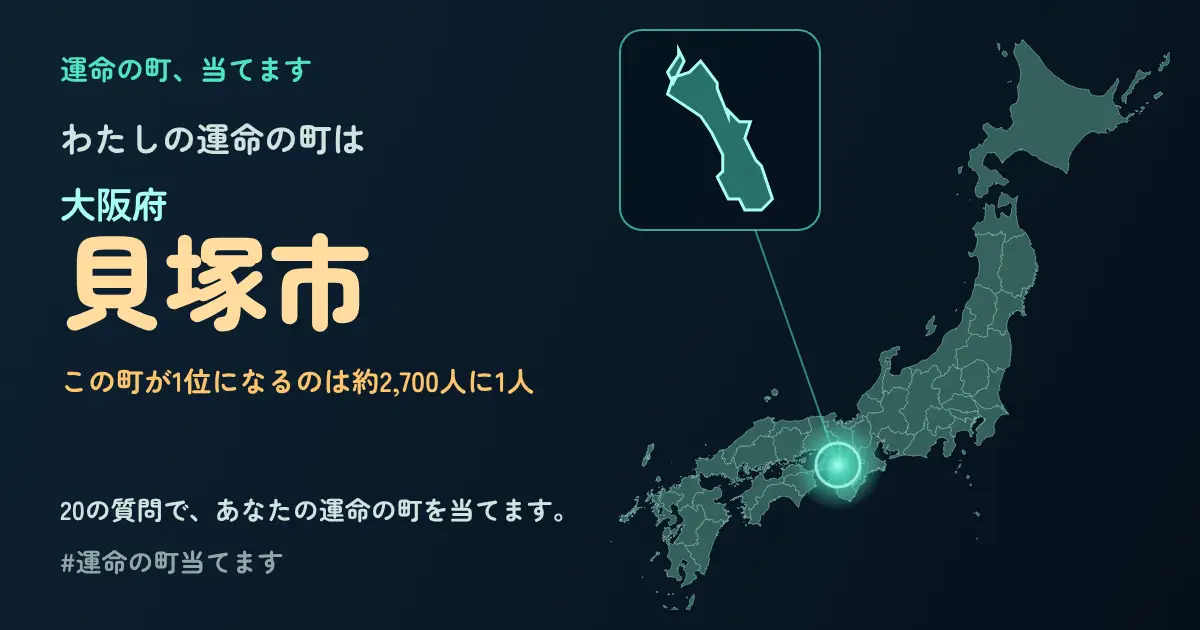 運命の町、当てます
わたしの運命の町は
大阪府
貝塚市
この町が1位になるのは約2,700人に1人
20の質問で、あなたの運命の町を当てます。
#運命の町当てます